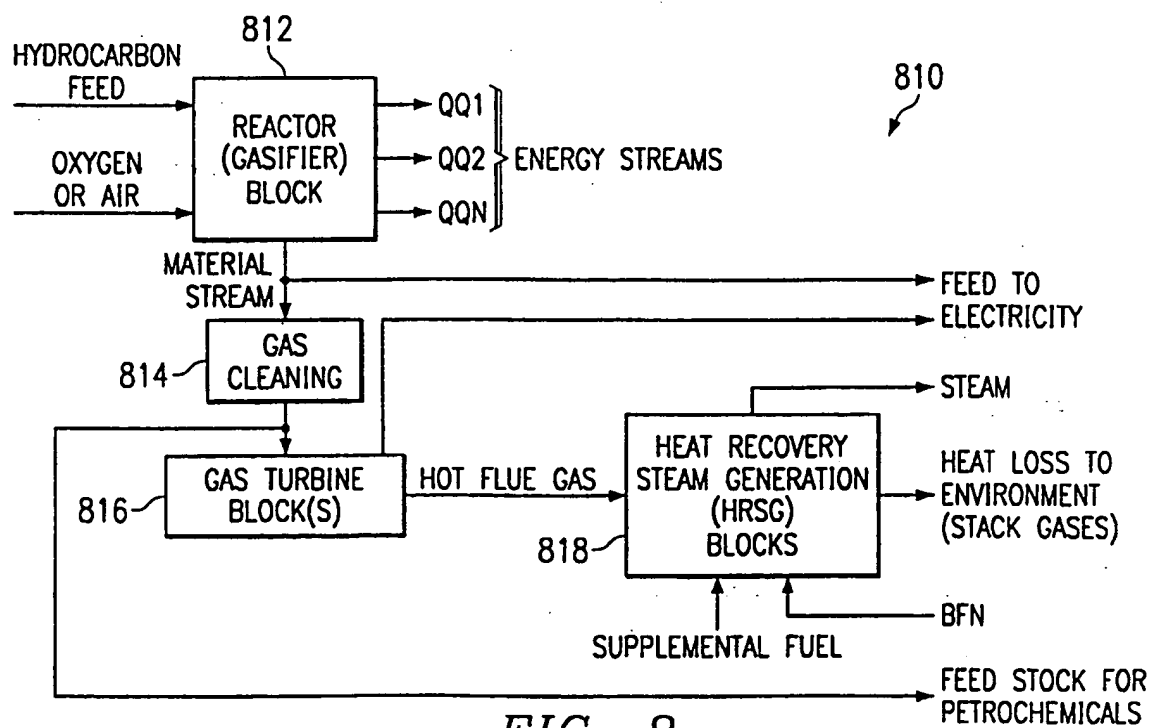 812
HYDROCARBON
FEED
810
REACTOR
(GASIFIER)
BLOCK
QQ1
QQ2
QQN
ENERGY STREAMS
OXYGEN
OR AIR
MATERIAL
STREAM
FEED TO
ELECTRICITY
GAS
CLEANING
814
STEAM
HEAT RECOVERY
STEAM GENERATION
(HRSG)
BLOCKS
818
GAS TURBINE
BLOCK(S)
816
HOT FLUE GAS
HEAT LOSS TO
ENVIRONMENT
(STACK GASES)
BFN
SUPPLEMENTAL FUEL
FEED STOCK FOR
PETROCHEMICALS